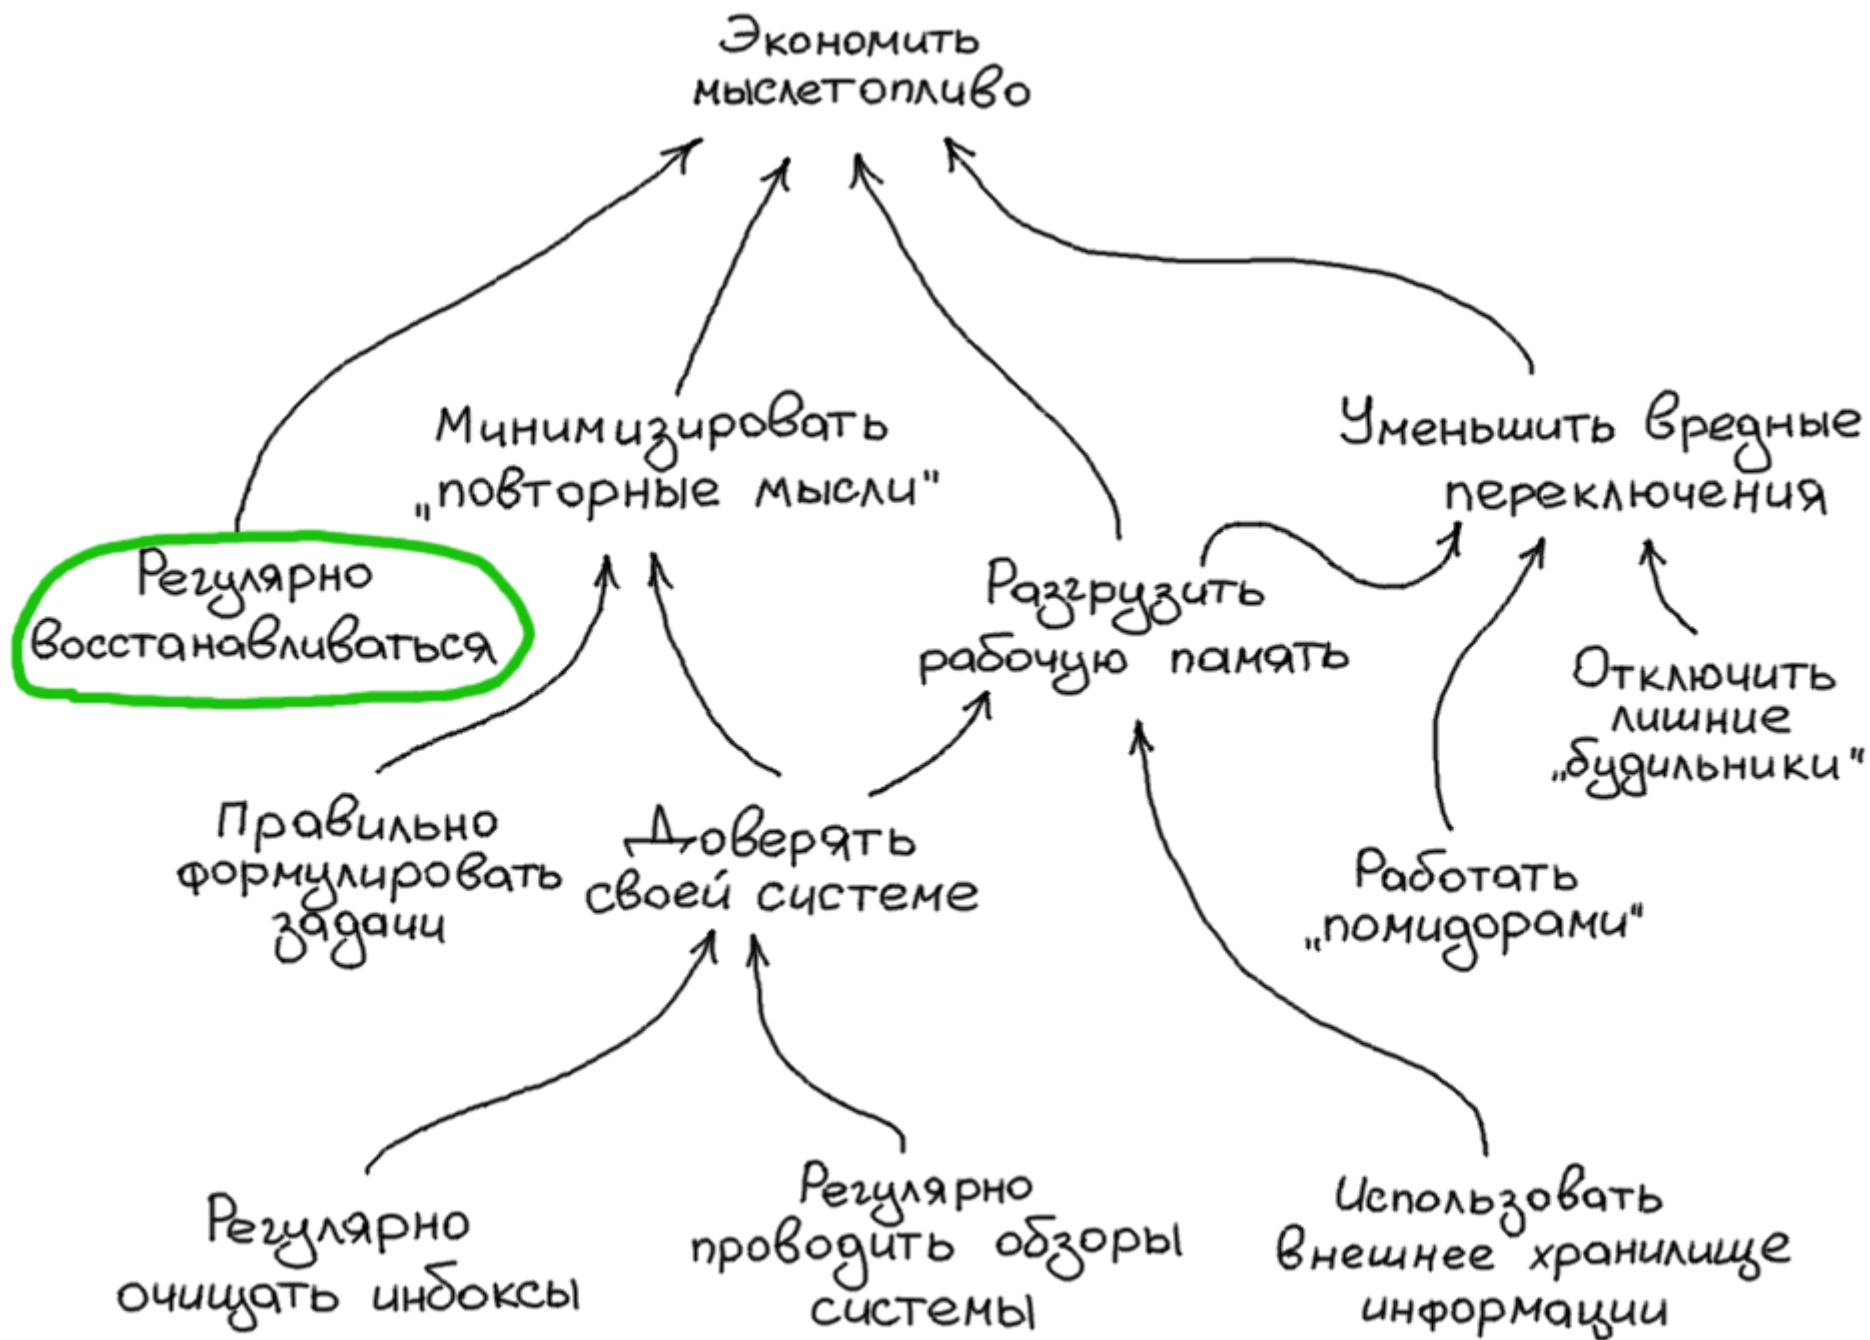 Экономить
мыслетопливо
Минимизировать
„повторные мысли"
Уменьшить вредные
переключения
Регулярно
восстанавливаться
Разгрузить
рабочую память
Отключить
лишние
„будильники"
Правильно
формулировать
задачи
Доверять
своей системе
Работать
„помидорами"
Регулярно
очищать инбоксы
Регулярно
проводить обзоры
системы
Использовать
внешнее хранилище
информации